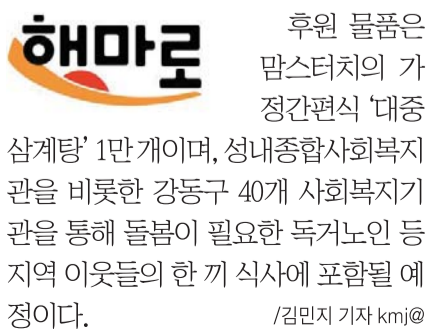 해마로
후원 물품은
맘스터치의 가
정간편식 ‘대중
삼계탕’ 1만 개이며, 성내종합사회복지
관을 비롯한 강동구 40개 사회복지기
관을 통해 돌봄이 필요한 독거노인 등
지역 이웃들의 한 끼 식사에 포함될 예
정이다.
/김민지 기자 kmj@